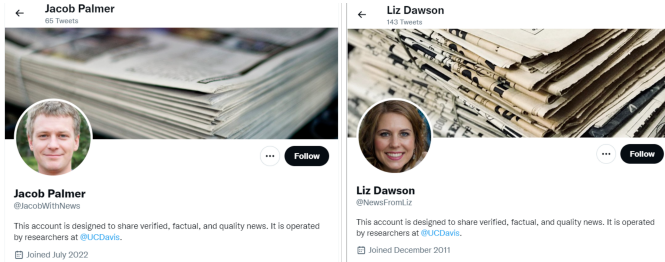 Jacob Palmer
65 Tweets
Follow
Jacob Palmer
@JacobWithNews
This account is designed to share verified, factual, and quality news. It is operated
by researchers at @UCDavis.
Joined July 2022
Liz Dawson
143 Tweets
Follow
Liz Dawson
@NewsFromLiz
This account is designed to share verified, factual, and quality news. It is operated
by researchers at @UCDavis.
Joined December 2011